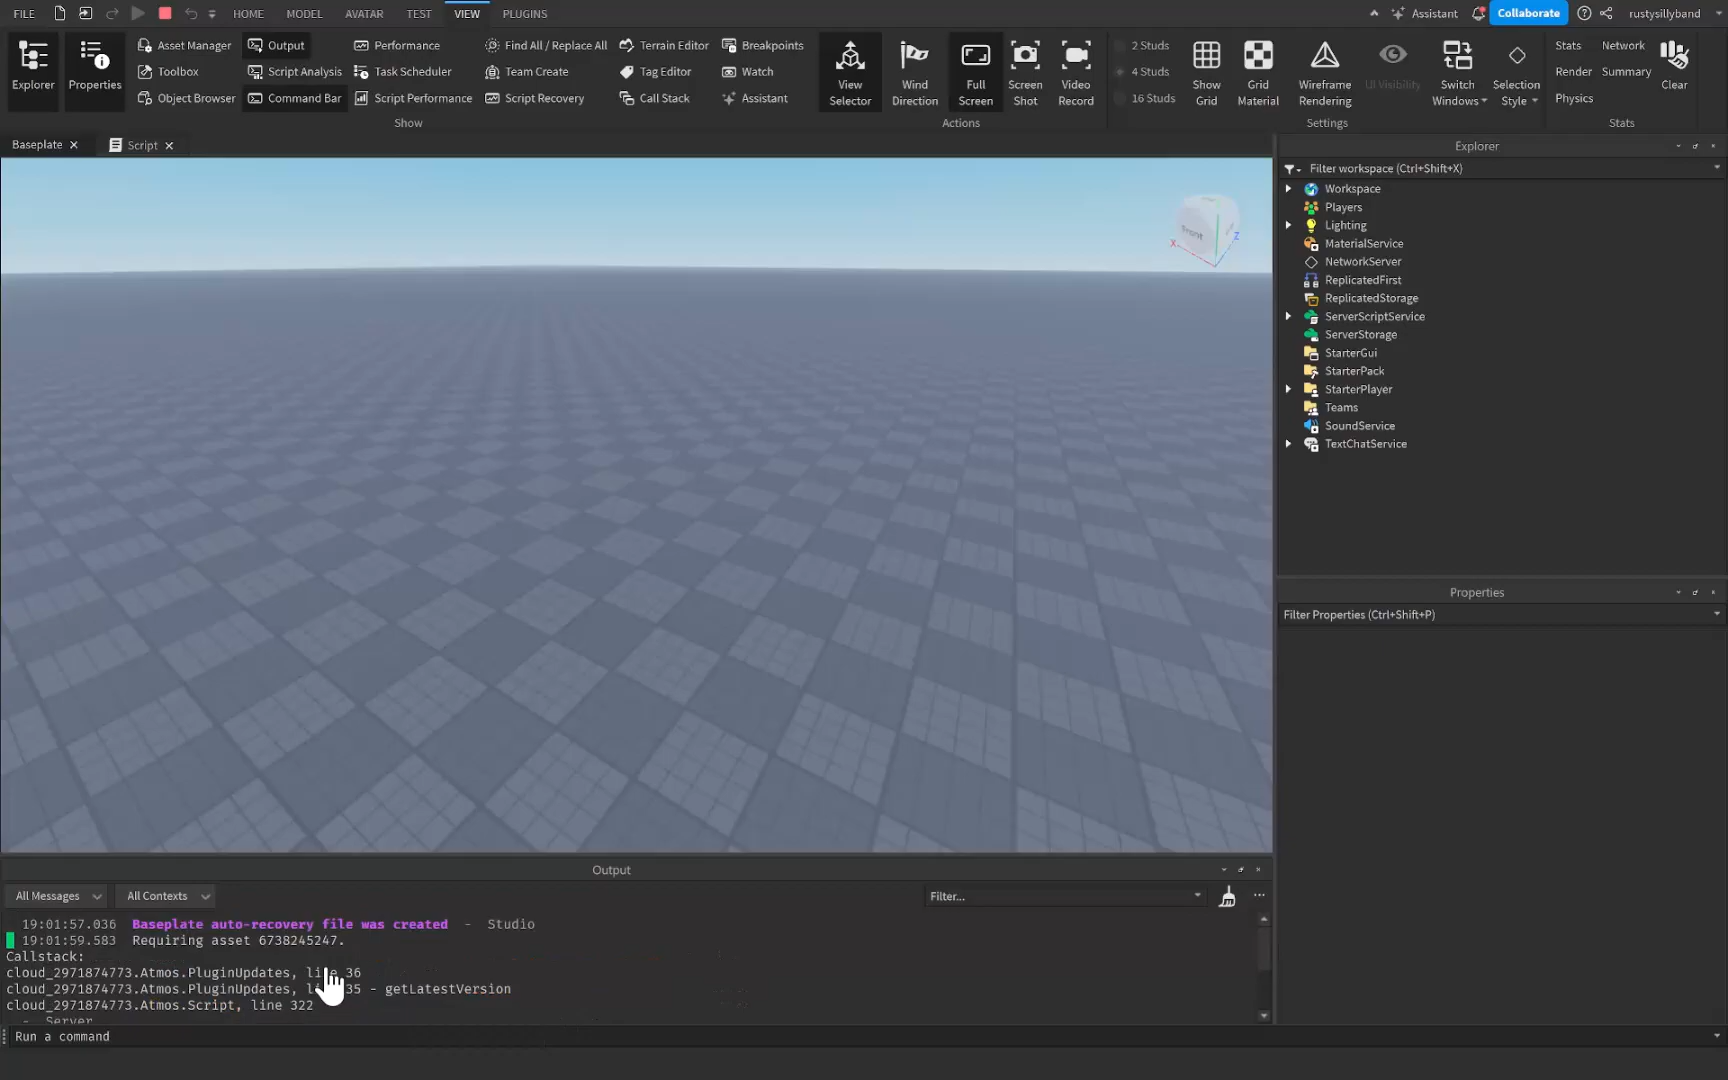 FILE HOME MODEL AVATAR TEST VIEW PLUGINS Assistant Collaborate rustysillyband
Explorer
Properties
Asset Manager
Toolbox
Object Browser
Output
Script Analysis
Command Bar
Performance
Task Scheduler
Script Performance
Find All / Replace All
Team Create
Script Recovery
Terrain Editor
Tag Editor
Call Stack
Breakpoints
Watch
Assistant
Show
View
Selector
Wind
Direction
Full
Screen
Screen
Shot
Video
Record
Actions
2 Studs
4 Studs
16 Studs
Show
Grid
Grid
Material
Wireframe
Rendering
UI Visibility
Switch
Windows
Selection
Style
Settings
Stats
Render
Physics
Network
Summary
Clear
Stats
Baseplate
Script
Front
X
Z
Explorer
Filter workspace (Ctrl+Shift+X)
Workspace
Players
Lighting
MaterialService
NetworkServer
ReplicatedFirst
ReplicatedStorage
ServerScriptService
ServerStorage
StarterGui
StarterPack
StarterPlayer
Teams
SoundService
TextChatService
Properties
Filter Properties (Ctrl+Shift+P)
Output
All Messages All Contexts Filter...
19:01:57.036 Baseplate auto-recovery file was created - Studio
19:01:59.583 Requiring asset 6738245247.
Callstack:
cloud_2971874773.Atmos.PluginUpdates, line 36
cloud_2971874773.Atmos.PluginUpdates, 35 - getLatestVersion
cloud_2971874773.Atmos.Script, line 322
- Server
Run a command